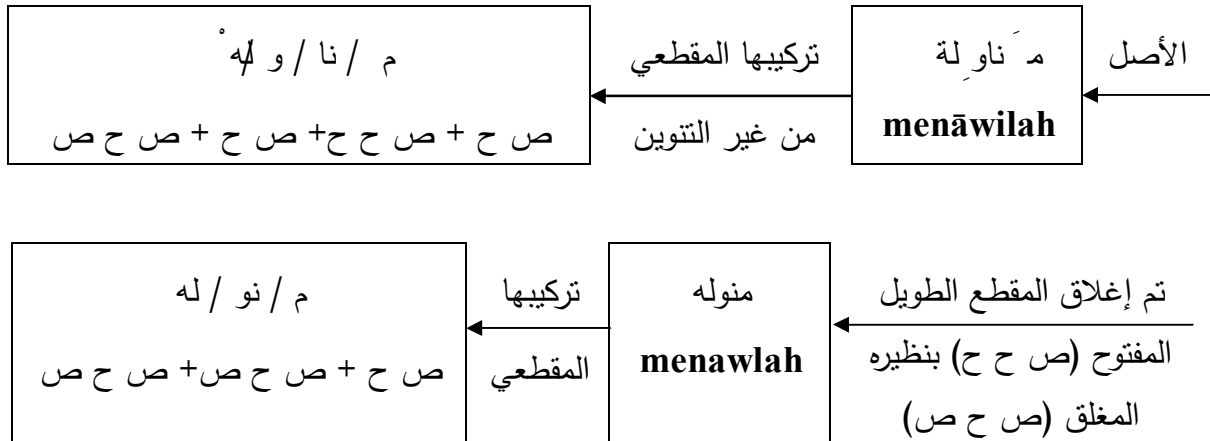 الأصل
مَناوِلة
menāwilah
تركيبها المقطعي
من غير التنوين
م / نا / و / لهْ
ص ح + ص ح ح+ ص ح + ص ح ص
تم إغلاق المقطع الطويل
المفتوح (ص ح ح) بنظيره
المغلق (ص ح ص)
منوله
menawlah
تركيبها
المقطعي
م / نو / له
ص ح + ص ح ص+ ص ح ص